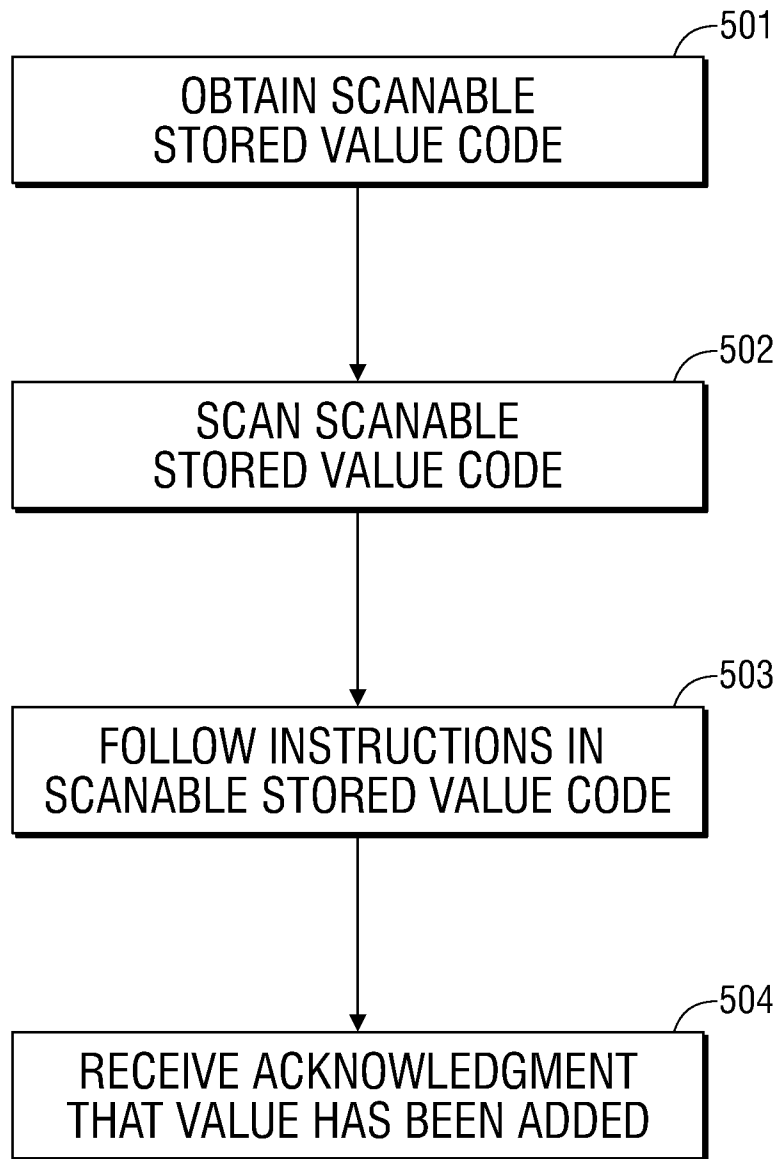 501
OBTAIN SCANABLE
STORED VALUE CODE
502
SCAN SCANABLE
STORED VALUE CODE
503
FOLLOW INSTRUCTIONS IN
SCANABLE STORED VALUE CODE
504
RECEIVE ACKNOWLEDGMENT
THAT VALUE HAS BEEN ADDED